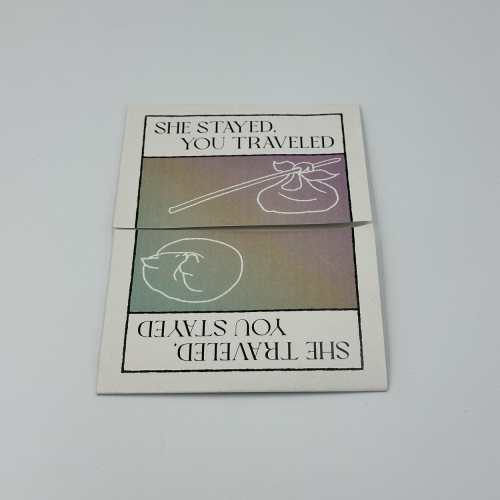 SHE STAYED,
YOU TRAVELED
SHE TRAVELED,
YOU STAYED